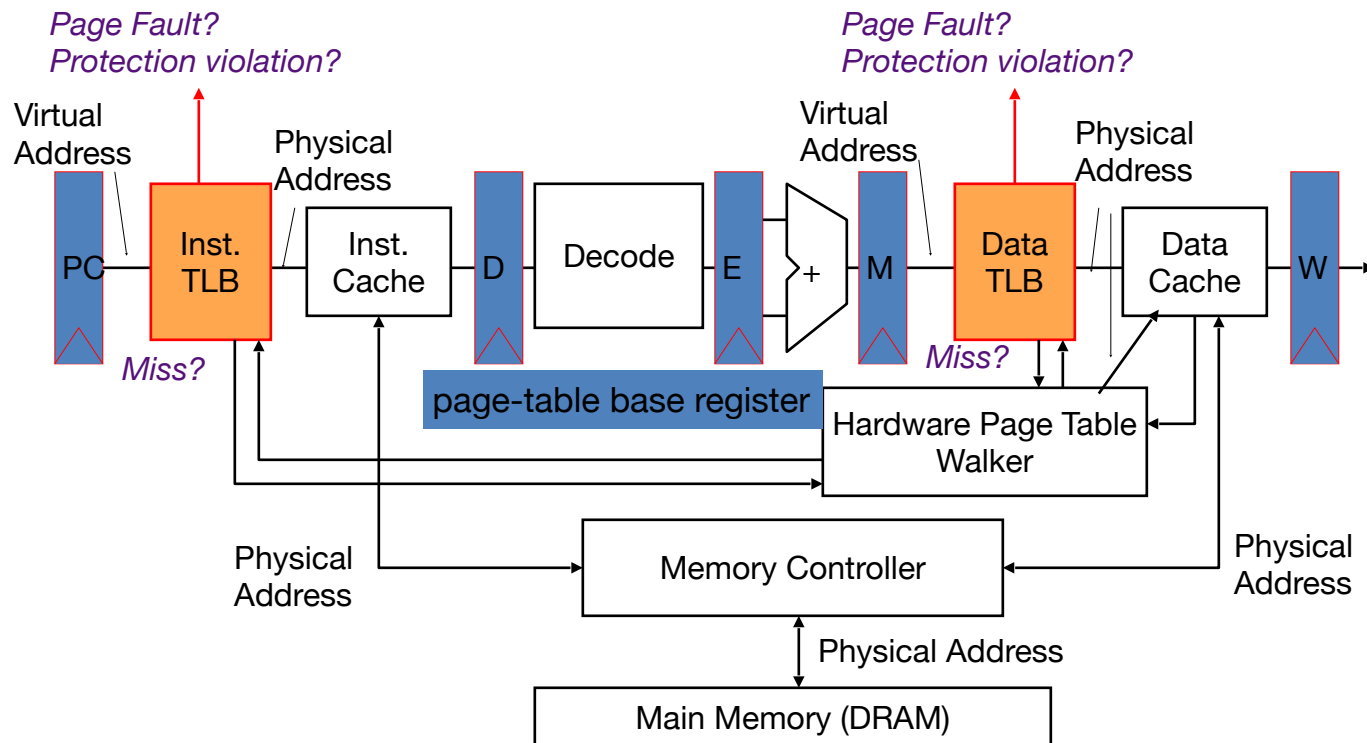 Page Fault?
Protection violation?
Page Fault?
Protection violation?
Virtual
Address
Physical
Address
Virtual
Address
Physical
Address
PC
Inst.
TLB
Inst.
Cache
D
Decode
E
+
M
Data
TLB
Data
Cache
W
Miss?
Miss?
page-table base register
Hardware Page Table
Walker
Physical
Address
Memory Controller
Physical
Address
Physical Address
Main Memory (DRAM)